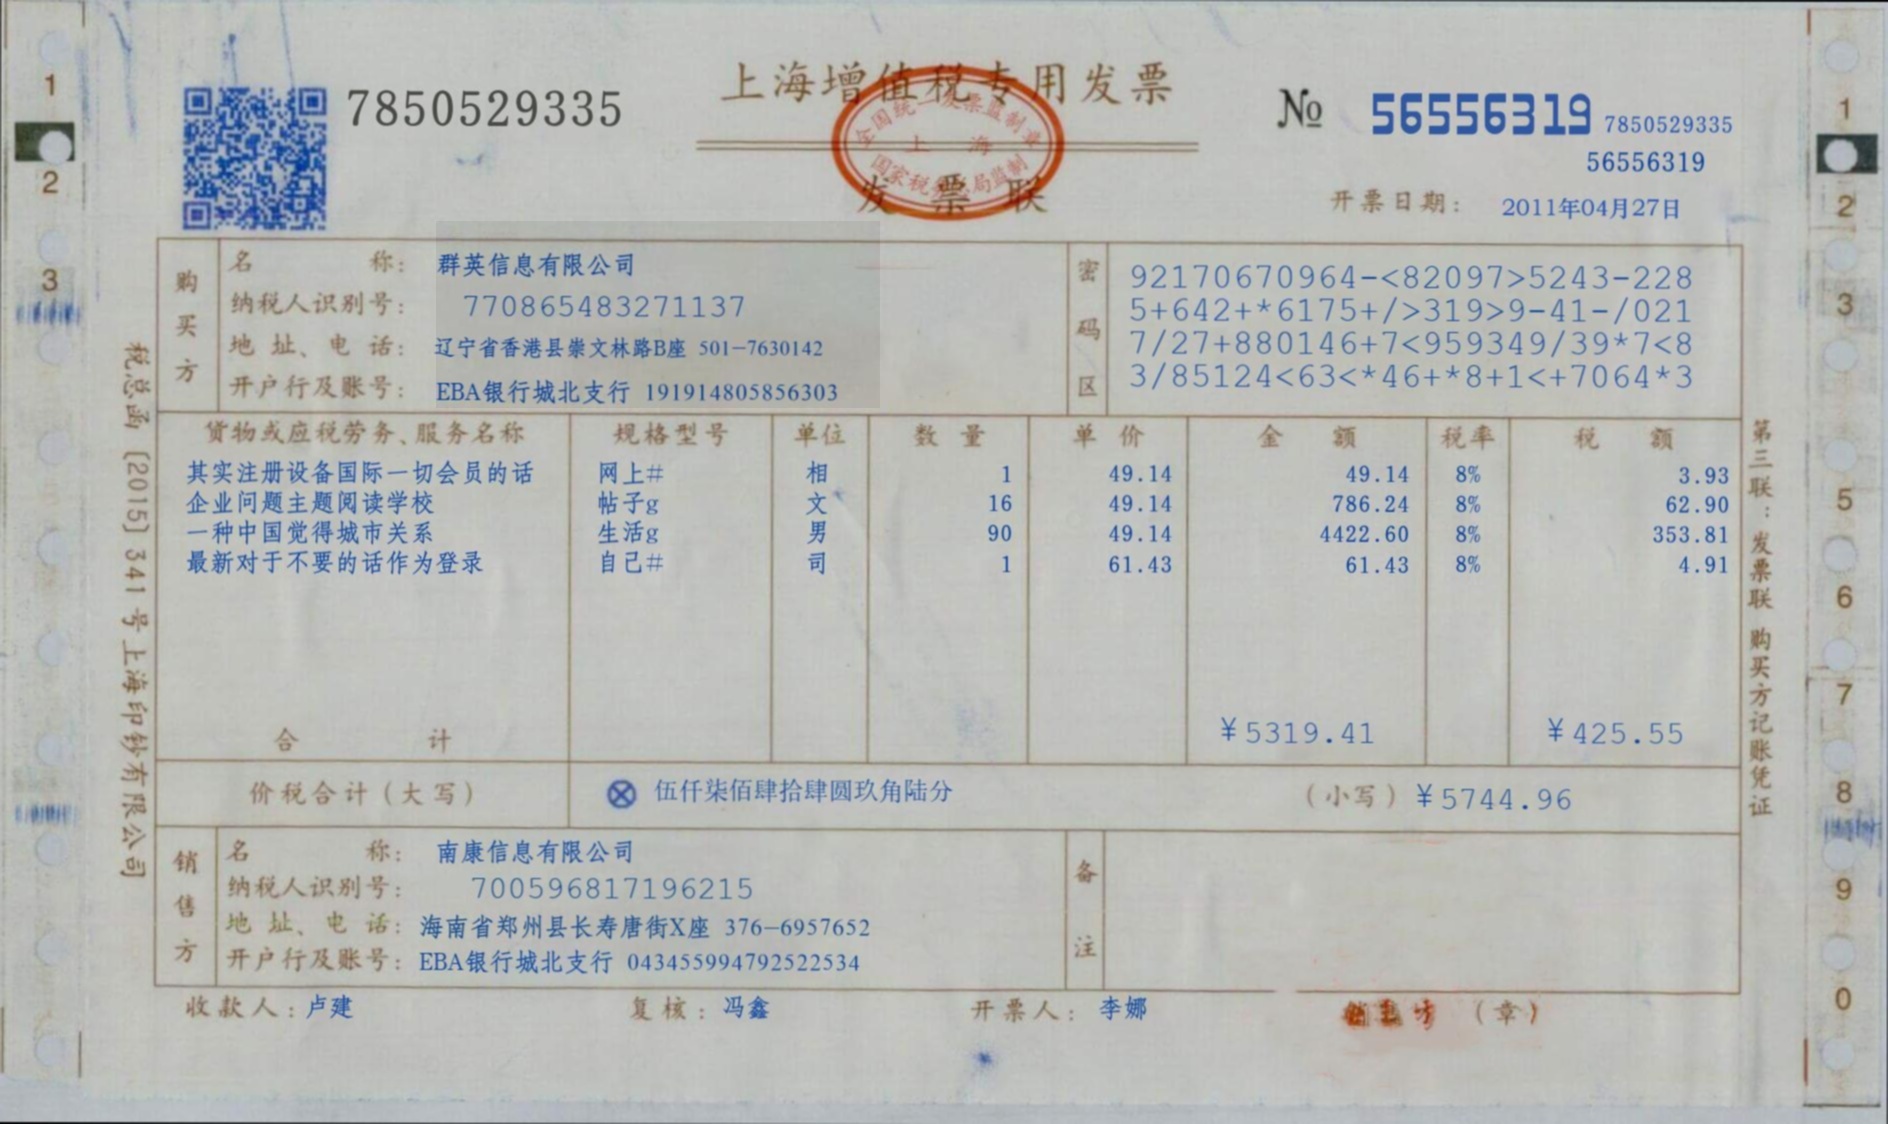 上海增值税专用发票
全国统一发票监制章
上海
国家税务局监制
发票联
7850529335
№ 56556319
7850529335
56556319
开票日期： 2011年04月27日
购买方
名称： 群英信息有限公司
纳税人识别号： 770865483271137
地址、电话： 辽宁省香港县崇文林路B座 501-7630142
开户行及账号： EBA银行城北支行 191914805856303
密码区
92170670964-<82097>5243-228
5+642+*6175+/>319>9-41-/021
7/27+880146+7<959349/39*7<8
3/85124<63<*46+*8+1<+7064*3
货物或应税劳务、服务名称 规格型号 单位 数量 单价 金额 税率 税额
其实注册设备国际一切会员的话 网上# 相 1 49.14 49.14 8% 3.93
企业问题主题阅读学校 帖子g 文 16 49.14 786.24 8% 62.90
一种中国觉得城市关系 生活g 男 90 49.14 4422.60 8% 353.81
最新对于不要的话作为登录 自己# 司 1 61.43 61.43 8% 4.91
合计 ¥5319.41 ¥425.55
价税合计（大写） ⊗ 伍仟柒佰肆拾肆圆玖角陆分 （小写）¥5744.96
销售方
名称： 南康信息有限公司
纳税人识别号： 700596817196215
地址、电话： 海南省郑州县长寿唐街X座 376-6957652
开户行及账号： EBA银行城北支行 043455994792522534
备注
收款人：卢建 复核：冯鑫 开票人：李娜 （章）
税总函〔2015〕341号上海印钞有限公司
第三联：发票联 购买方记账凭证
1
2
3
1
2
3
5
6
7
8
9
0